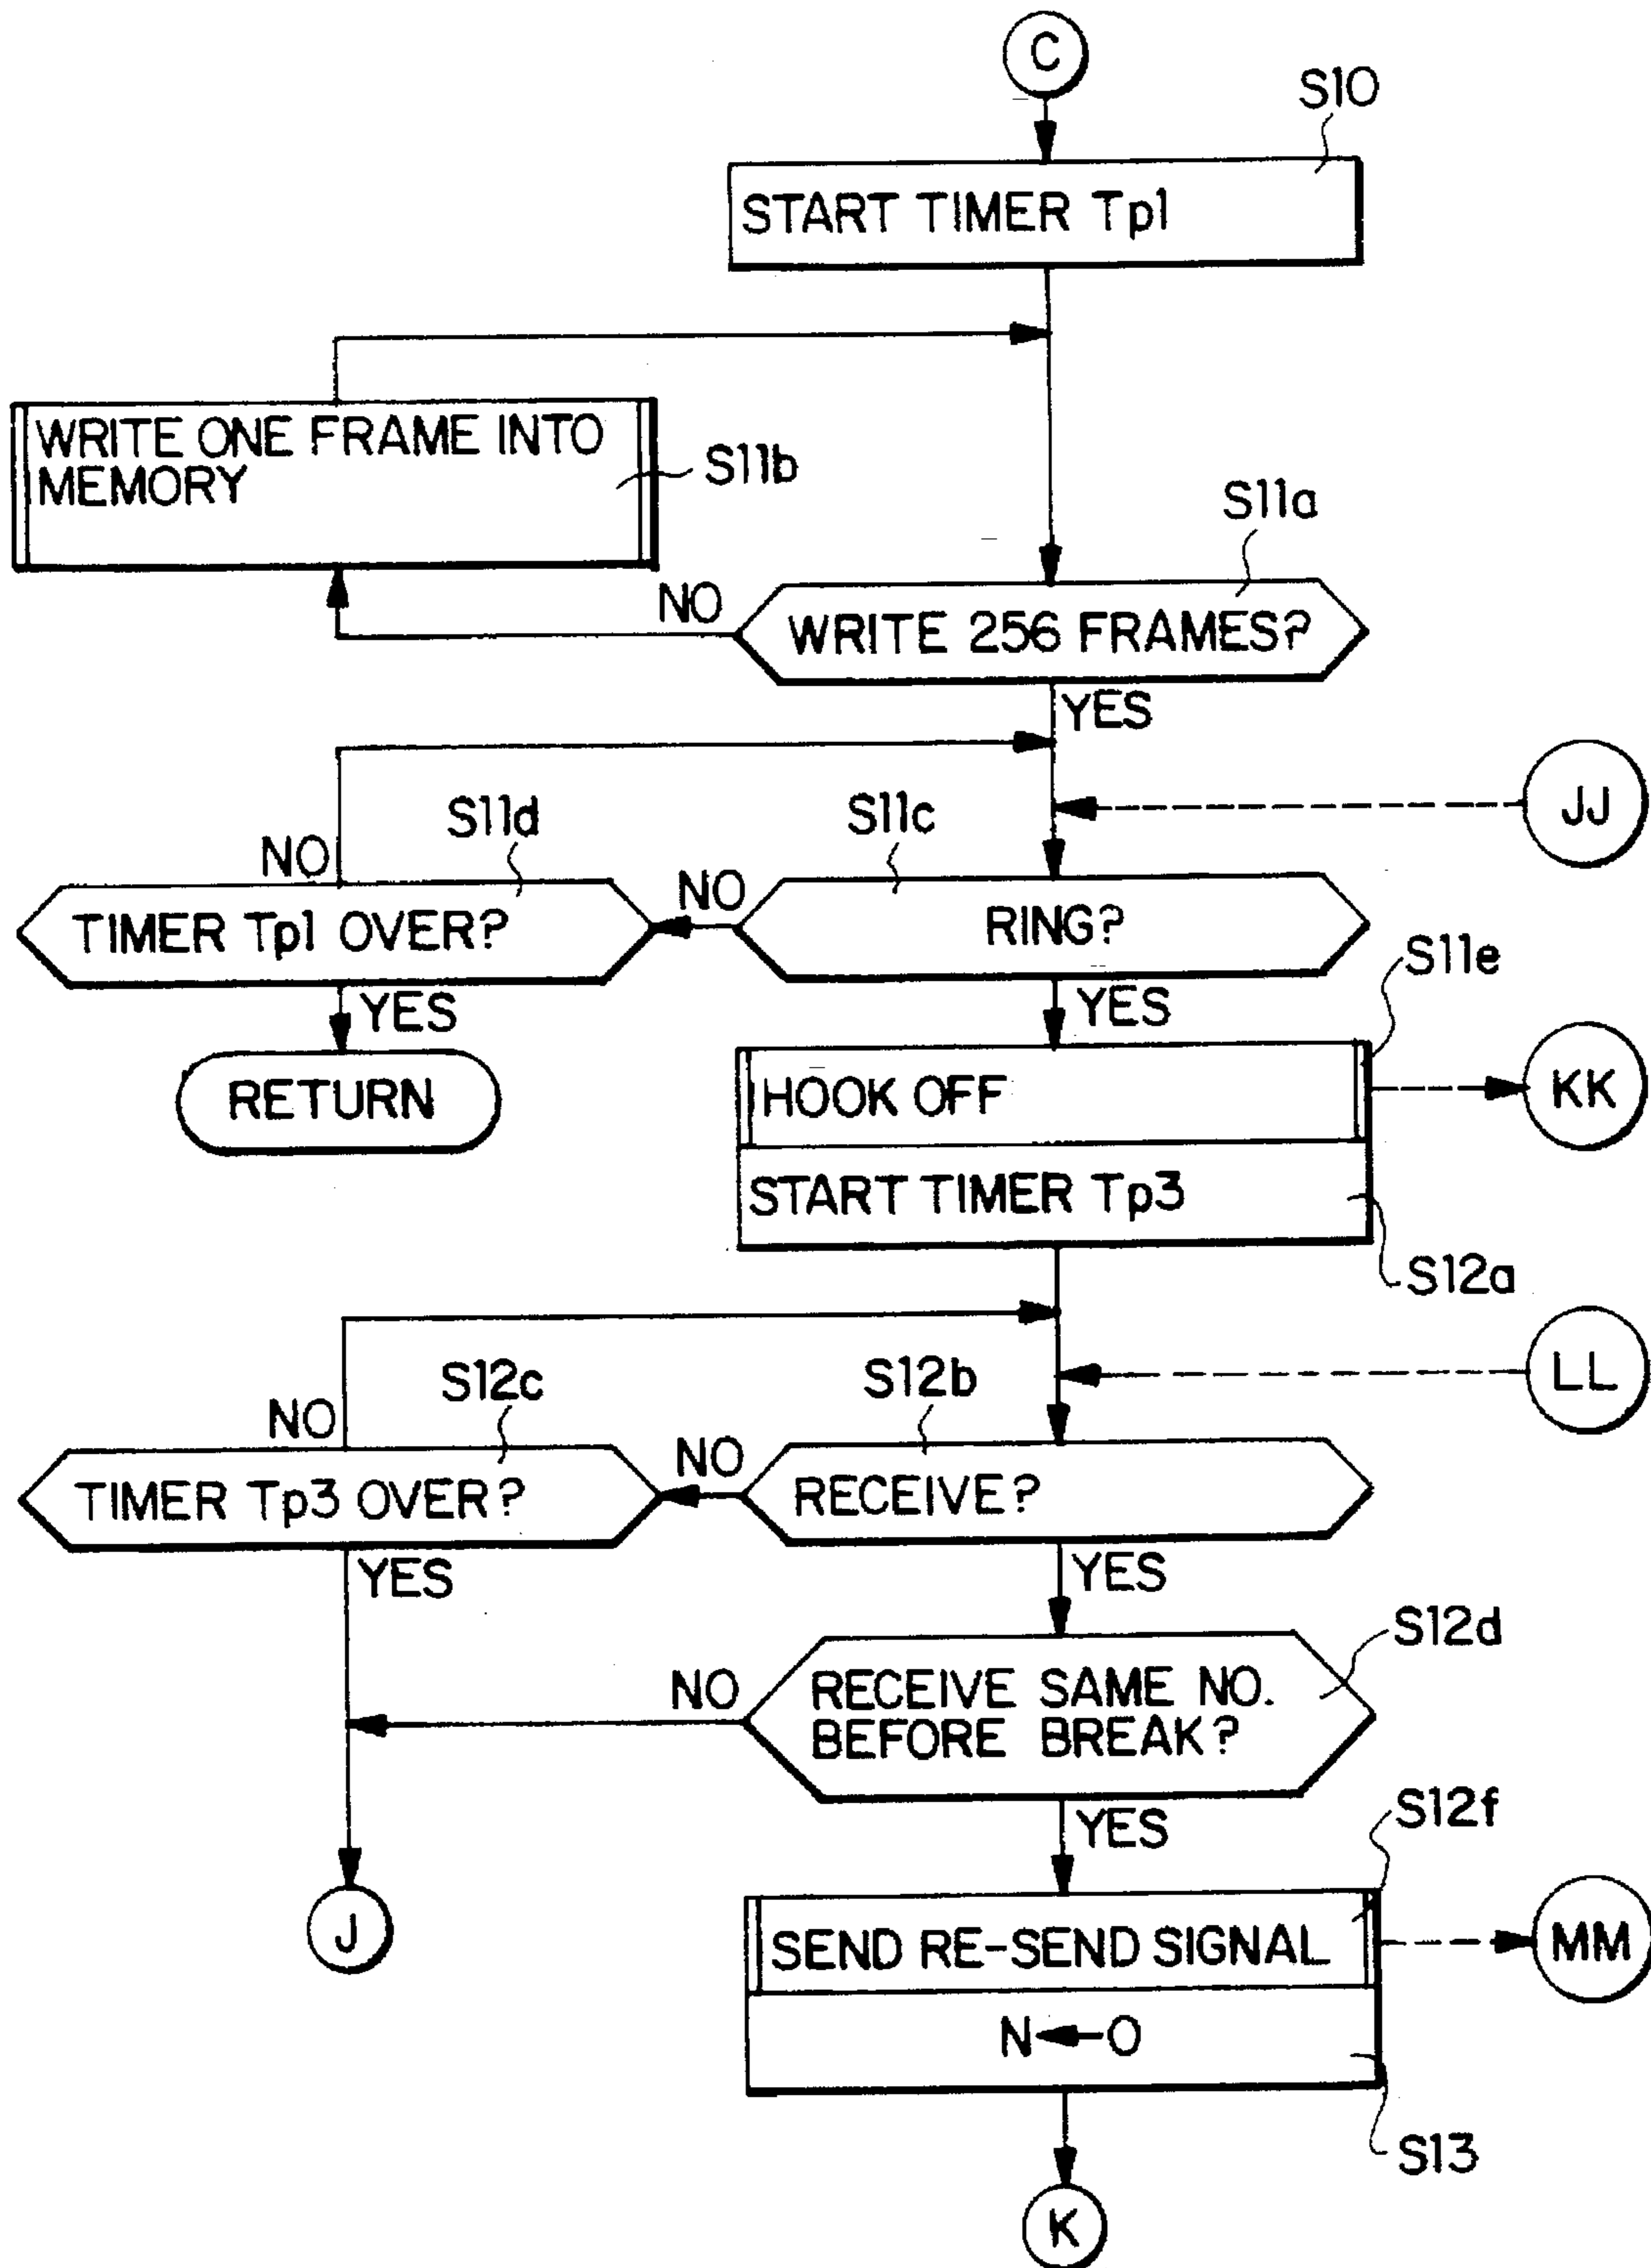 C
S10
START TIMER Tp1
WRITE ONE FRAME INTO
MEMORY
S11b
S11a
NO
WRITE 256 FRAMES?
YES
JJ
S11d
S11c
NO
NO
TIMER Tp1 OVER?
RING?
S11e
YES
YES
RETURN
HOOK OFF
KK
START TIMER Tp3
S12a
LL
S12c
S12b
NO
NO
TIMER Tp3 OVER?
RECEIVE?
YES
YES
S12d
NO
RECEIVE SAME NO.
BEFORE BREAK?
S12f
YES
J
SEND RE-SEND SIGNAL
MM
N←O
S13
K